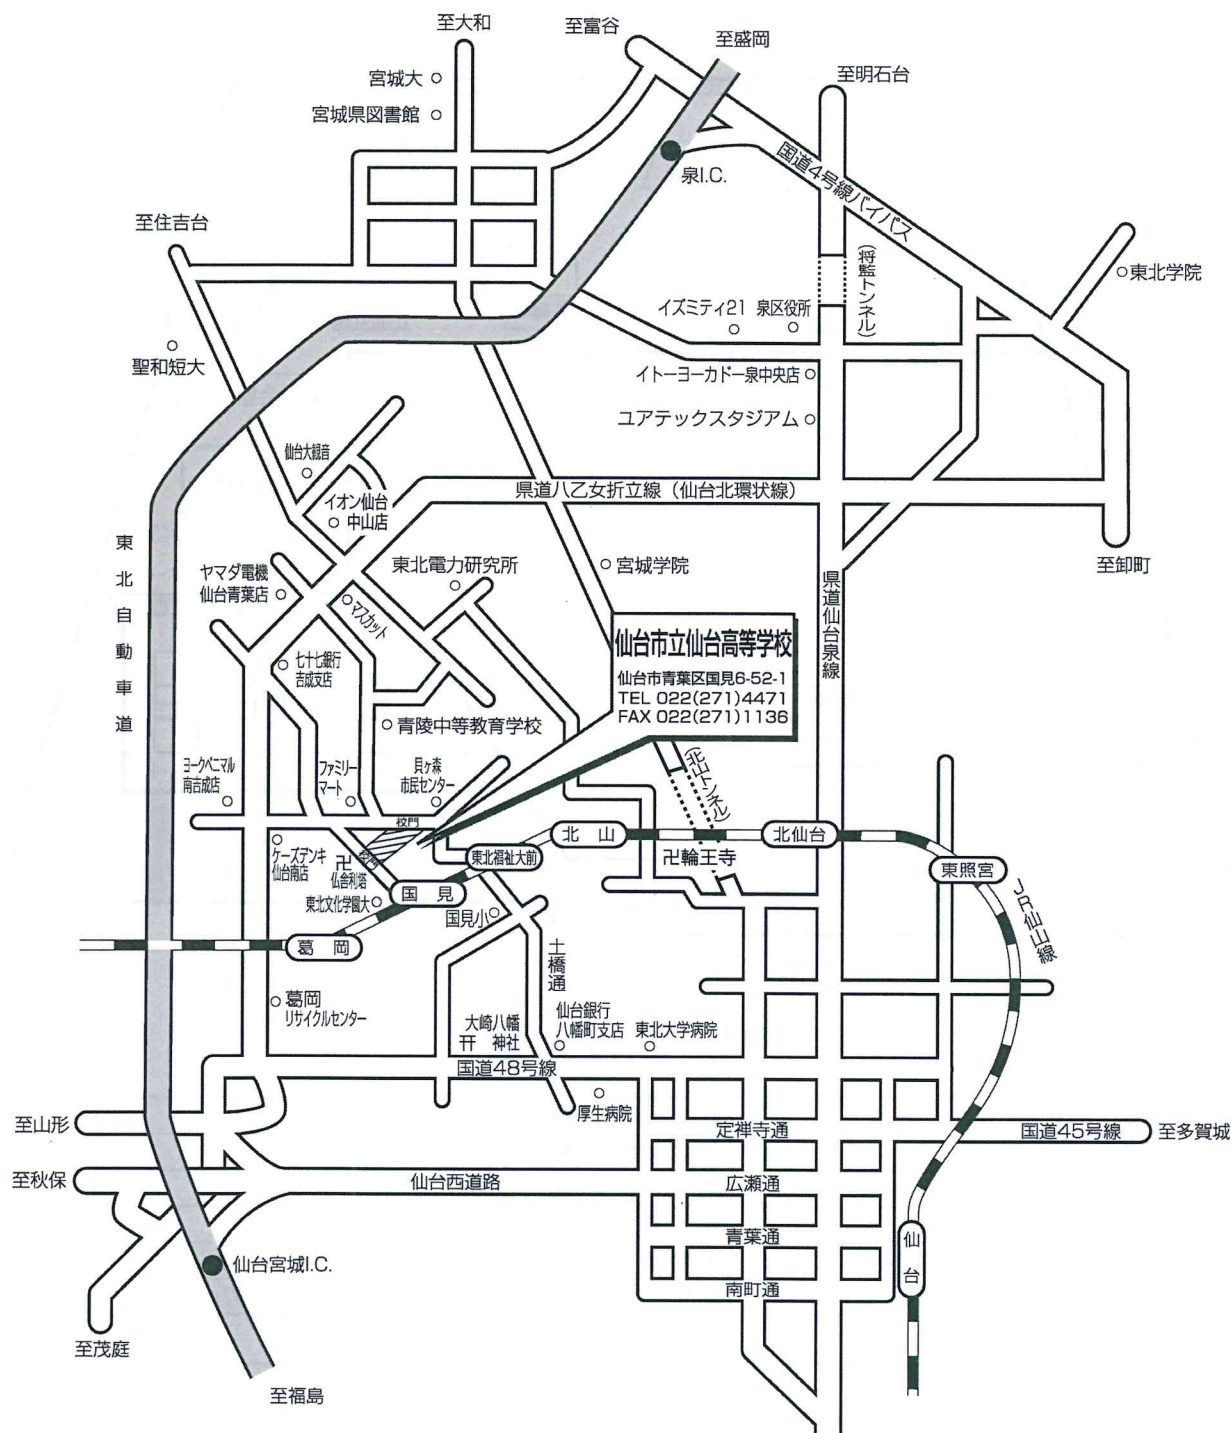 至大和
至富谷
至盛岡
宮城大
至明石台
宮城県図書館
国道4号線バイパス
泉I.C.
至住吉台
(将監トンネル)
東北学院
イズミティ21
泉区役所
聖和短大
イトーヨーカドー泉中央店
ユアテックスタジアム
仙台大観音
県道八乙女折立線（仙台北環状線）
イオン仙台
中山店
東北自動車道
東北電力研究所
宮城学院
至卸町
ヤマダ電機
仙台青葉店
マスカット
県道仙台泉線
仙台市立仙台高等学校
仙台市青葉区国見6-52-1
TEL 022(271)4471
FAX 022(271)1136
七十七銀行
吉成支店
青陵中等教育学校
(北山トンネル)
ヨークベニマル
南吉成店
ファミリー
マート
貝ヶ森
市民センター
校門
校門
北山
北仙台
ケーズデンキ
仙台南店
卍
仏舎利塔
東北福祉大前
卍輪王寺
東照宮
国見
東北文化学園大
国見小
JR仙山線
葛岡
土橋通
葛岡
リサイクルセンター
大崎八幡
神社
仙台銀行
八幡町支店
東北大学病院
国道48号線
厚生病院
至山形
定禅寺通
国道45号線
至多賀城
至秋保
仙台西道路
広瀬通
青葉通
仙台
仙台宮城I.C.
南町通
至茂庭
至福島